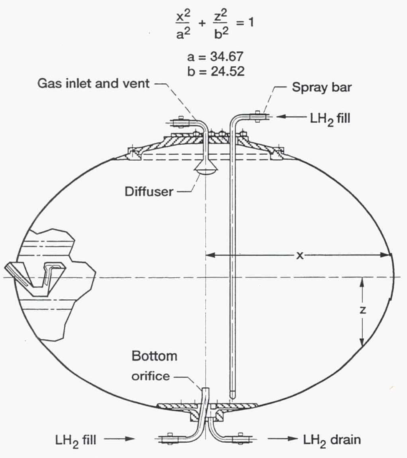 x²/a² + z²/b² = 1
a = 34.67
b = 24.52
Gas inlet and vent
Spray bar
LH₂ fill
Diffuser
x
z
Bottom
orifice
LH₂ fill
LH₂ drain